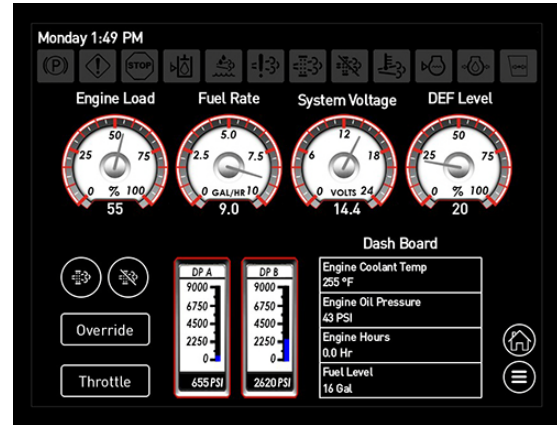 Monday 1:49 PM
(P)
STOP
Engine Load
Fuel Rate
System Voltage
DEF Level
50
25
75
0 % 100
55
5.0
2.5
7.5
0 GAL/HR 10
9.0
12
6
18
0 VOLTS 24
14.4
50
25
75
0 % 100
20
Override
Throttle
DP A
9000
6750
4500
2250
0
655 PSI
DP B
9000
6750
4500
2250
0
2620 PSI
Dash Board
Engine Coolant Temp
255 °F
Engine Oil Pressure
43 PSI
Engine Hours
0.0 Hr
Fuel Level
16 Gal